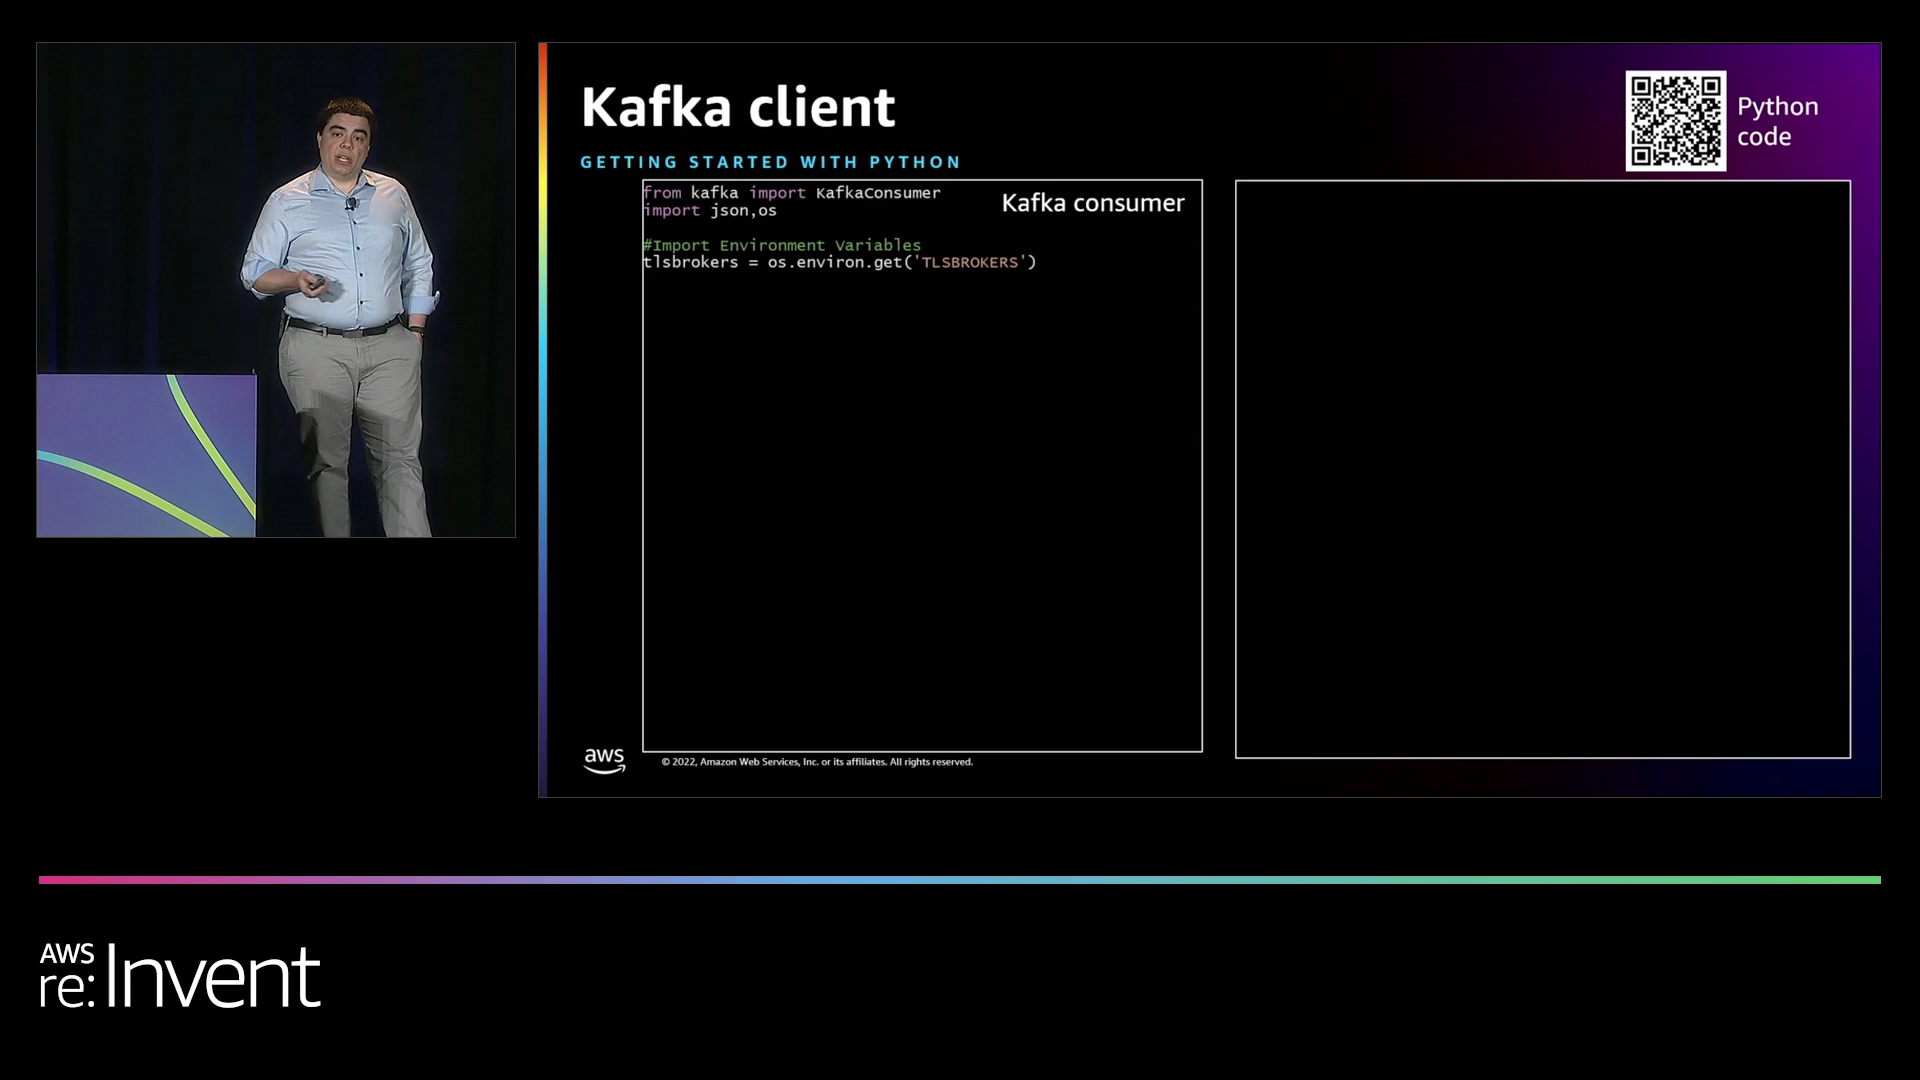 Kafka client
GETTING STARTED WITH PYTHON
Python
code
from kafka import KafkaConsumer
import json,os
Kafka consumer
#Import Environment Variables
tlsbrokers = os.environ.get('TLSBROKERS')
aws
© 2022, Amazon Web Services, Inc. or its affiliates. All rights reserved.
AWS
re:Invent